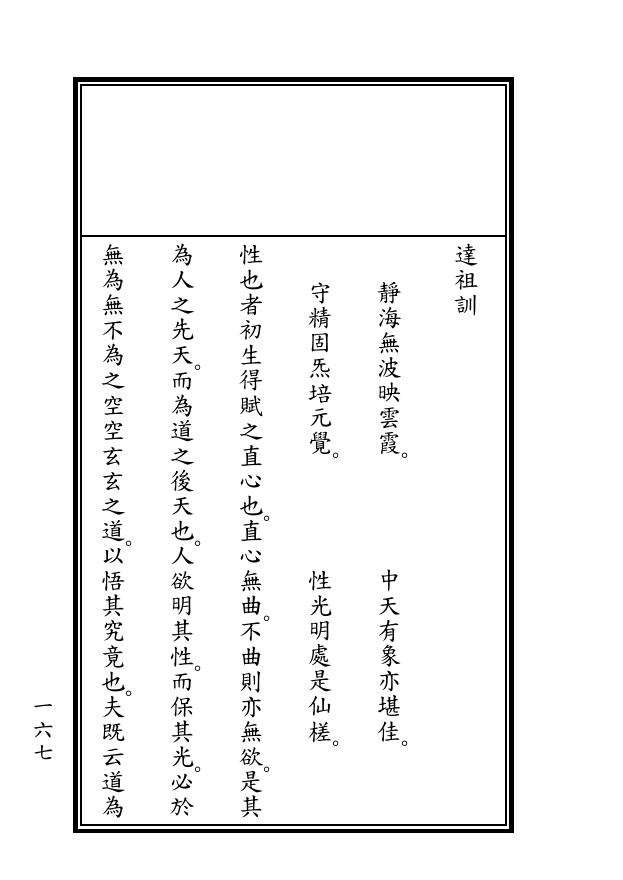 達祖訓
靜海無波映雲霞。 中天有象亦堪佳。
守精固炁培元覺。 性光明處是仙槎。
性也者初生得賦之直心也。直心無曲。不曲則亦無欲。是其
為人之先天。而為道之後天也。人欲明其性。而保其光。必於
無為無不為之空空玄玄之道。以悟其究竟也。夫既云道為
一六七